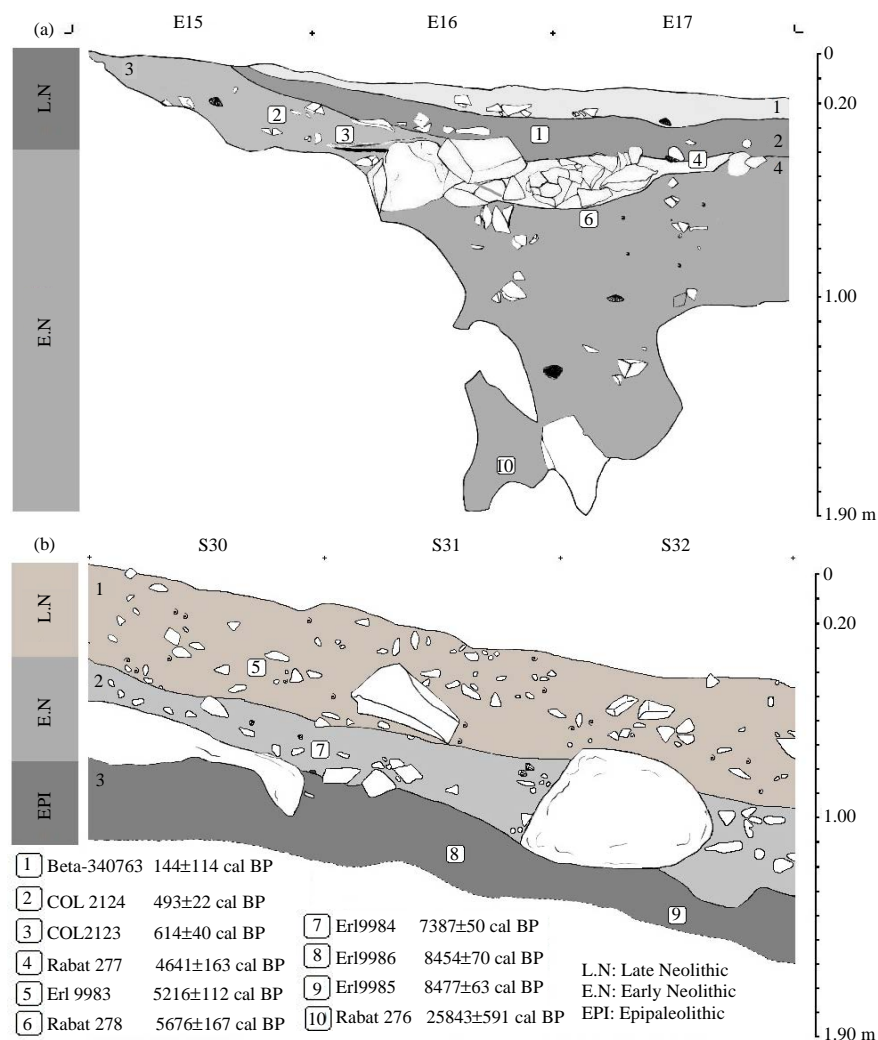 (a) E15 E16 E17
L.N
E.N
3
2
3
1
1
2
4
4
6
10
0
0.20
1.00
1.90 m
(b) S30 S31 S32
L.N
E.N
EPI
1
5
2
7
3
8
9
0
0.20
1.00
1.90 m
1 Beta-340763 144±114 cal BP
2 COL 2124 493±22 cal BP
3 COL2123 614±40 cal BP
4 Rabat 277 4641±163 cal BP
5 Erl 9983 5216±112 cal BP
6 Rabat 278 5676±167 cal BP
7 Erl9984 7387±50 cal BP
8 Erl9986 8454±70 cal BP
9 Erl9985 8477±63 cal BP
10 Rabat 276 25843±591 cal BP
L.N: Late Neolithic
E.N: Early Neolithic
EPI: Epipaleolithic